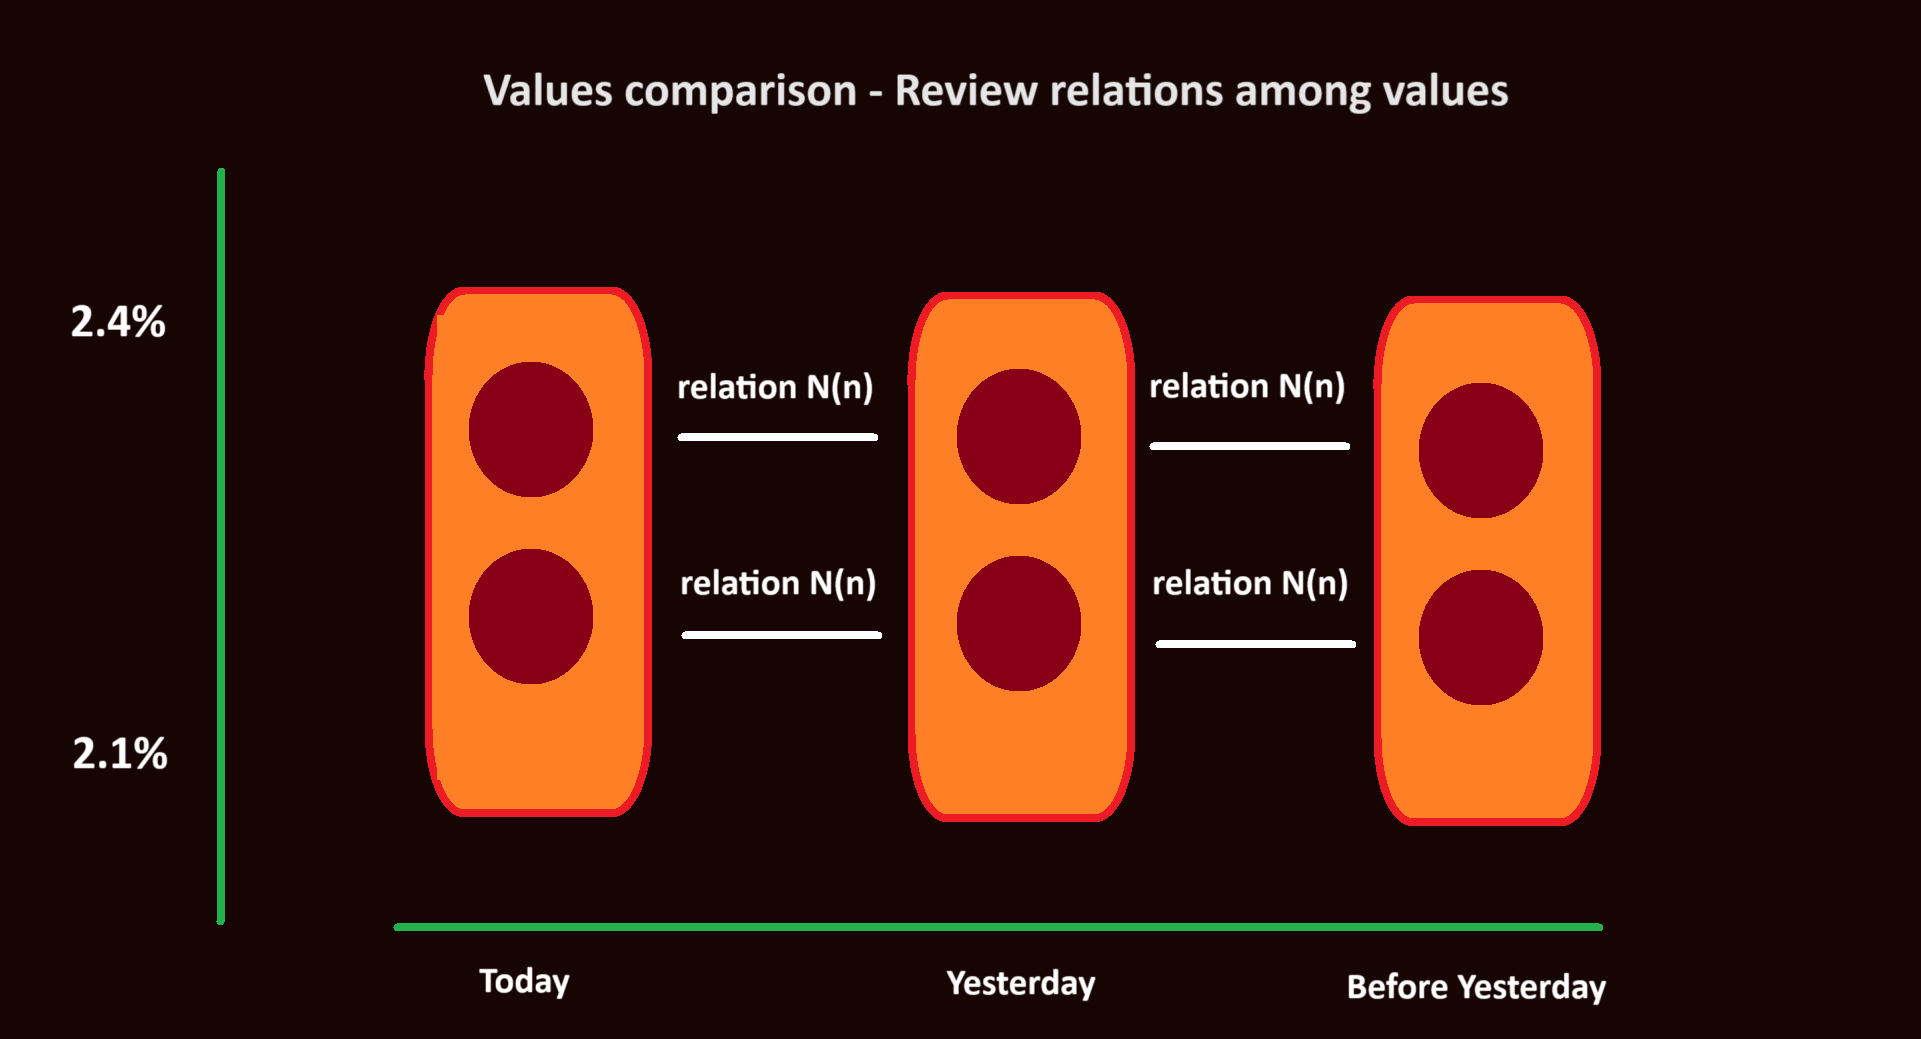 Values comparison - Review relations among values
2.4%
relation N(n)
relation N(n)
relation N(n)
relation N(n)
2.1%
Today
Yesterday
Before Yesterday